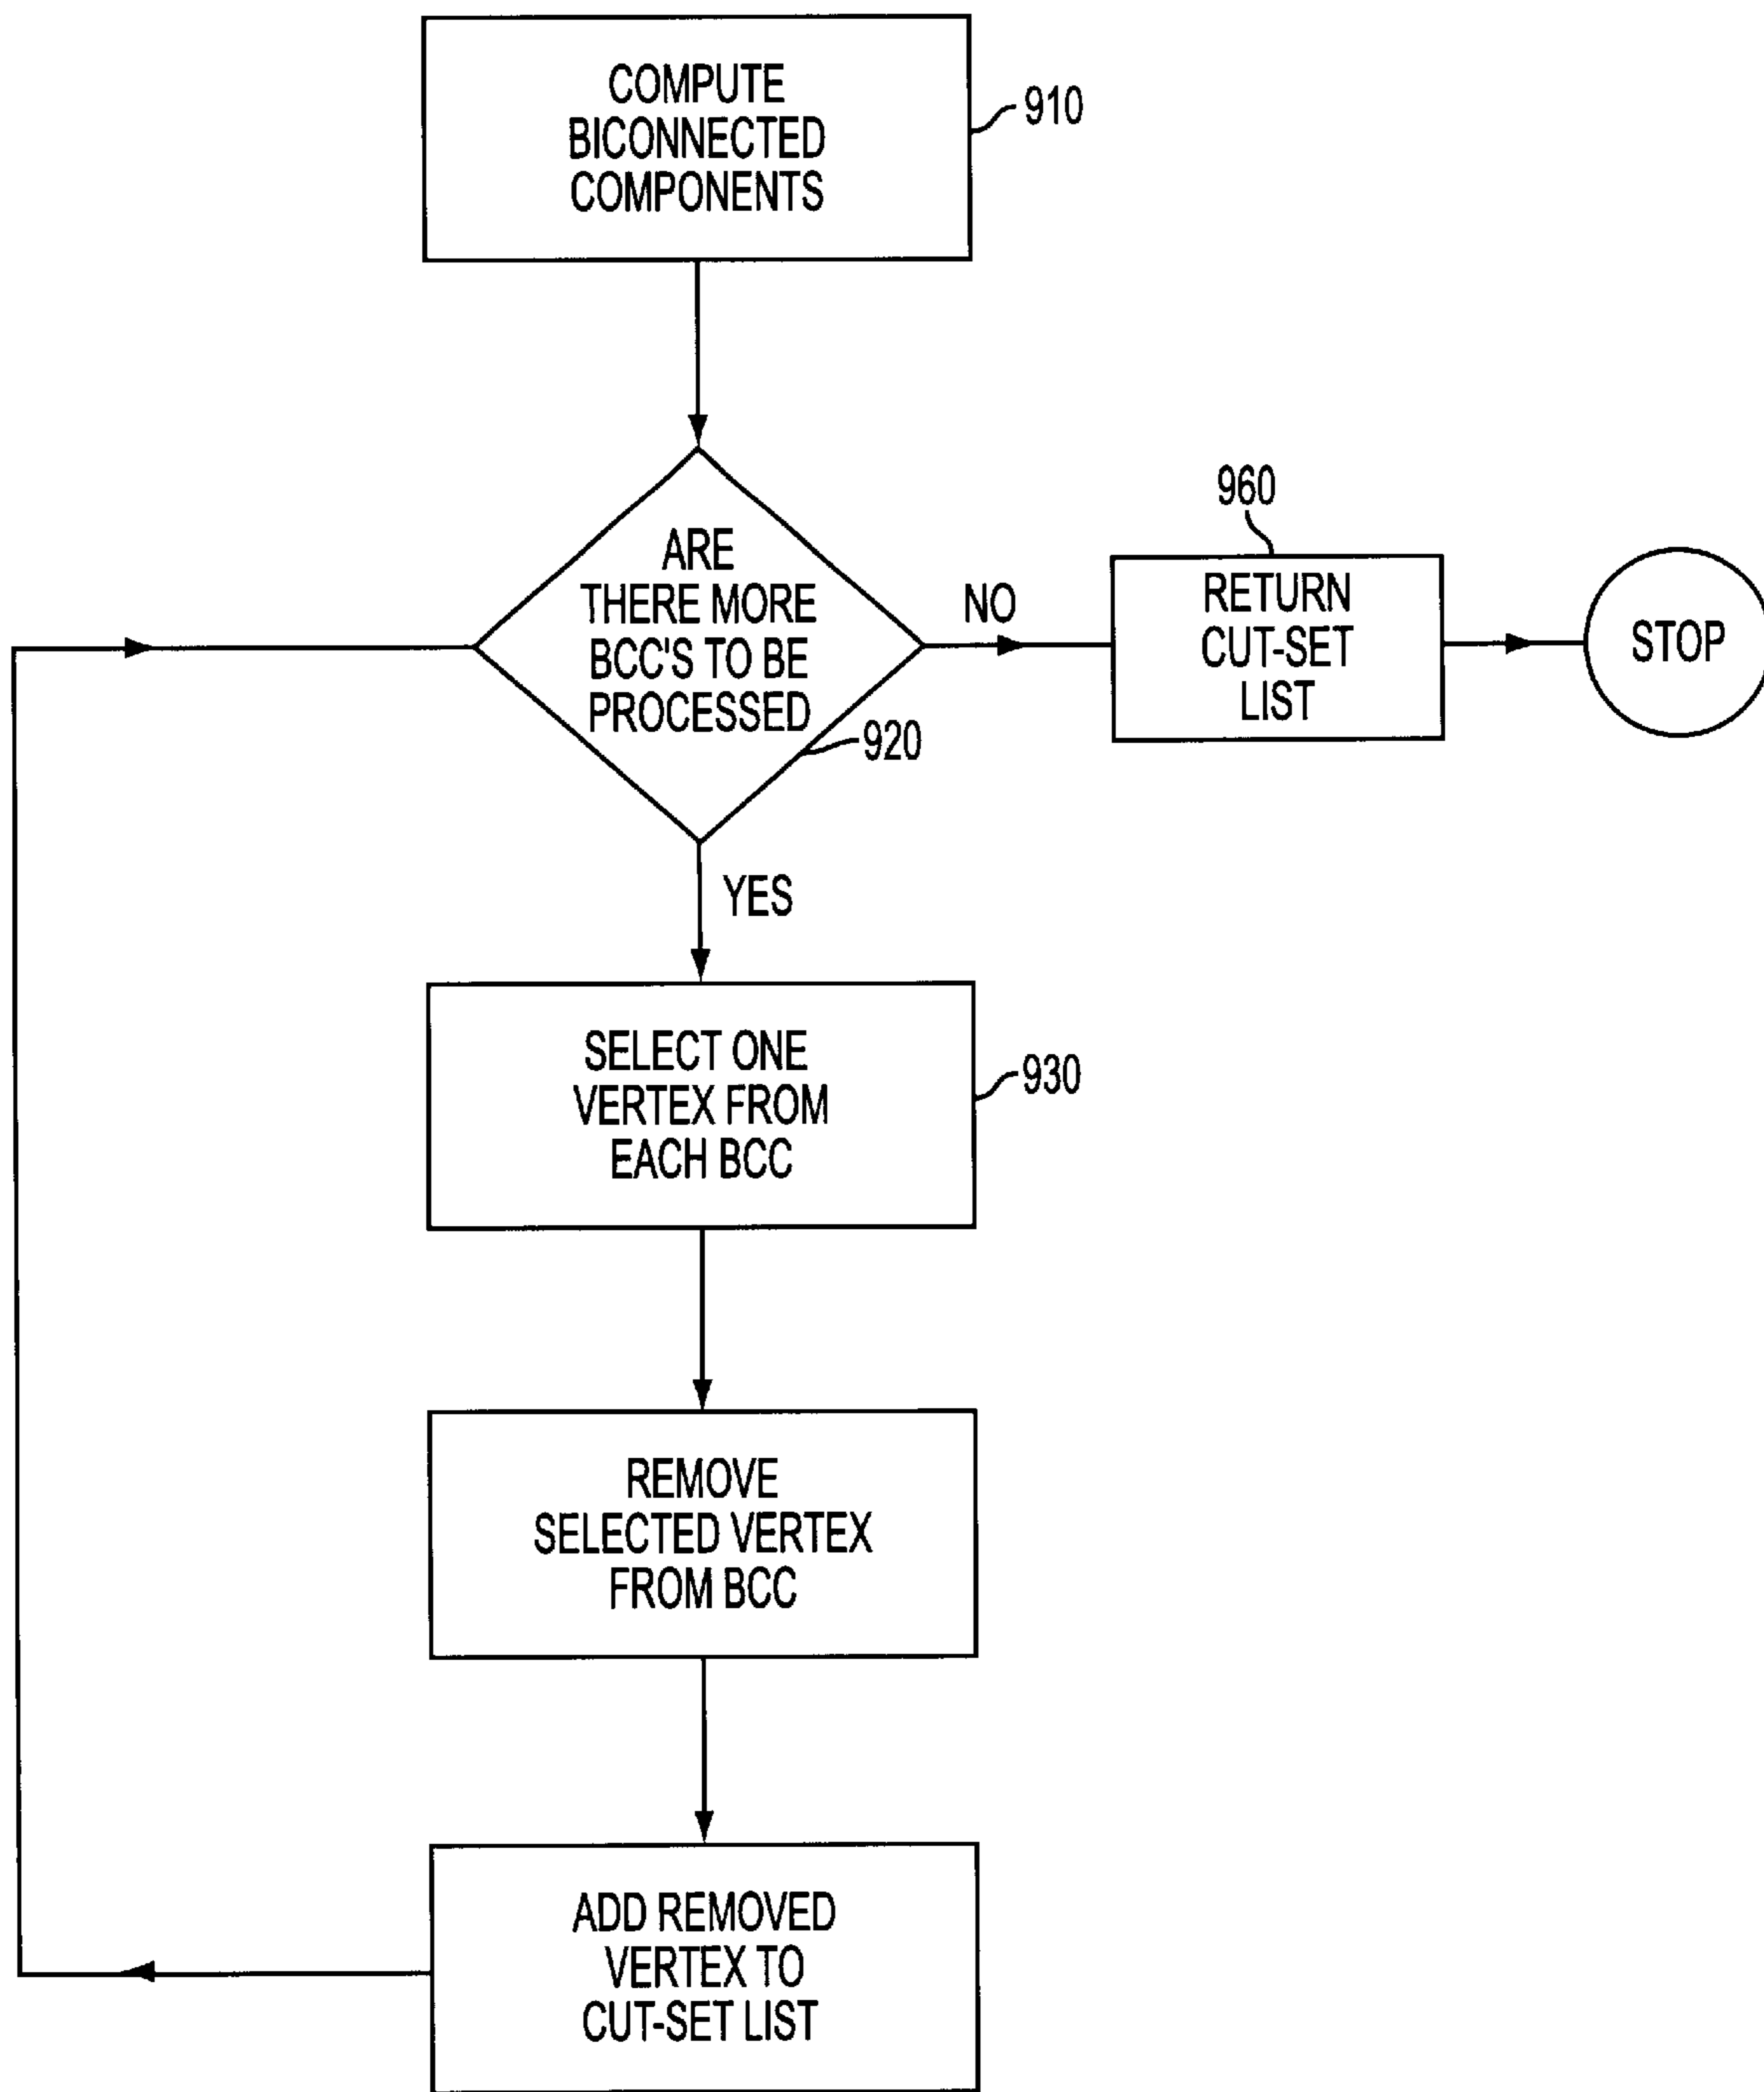 COMPUTE
BICONNECTED
COMPONENTS
910
ARE
THERE MORE
BCC'S TO BE
PROCESSED
920
NO
960
RETURN
CUT-SET
LIST
STOP
YES
SELECT ONE
VERTEX FROM
EACH BCC
930
REMOVE
SELECTED VERTEX
FROM BCC
ADD REMOVED
VERTEX TO
CUT-SET LIST